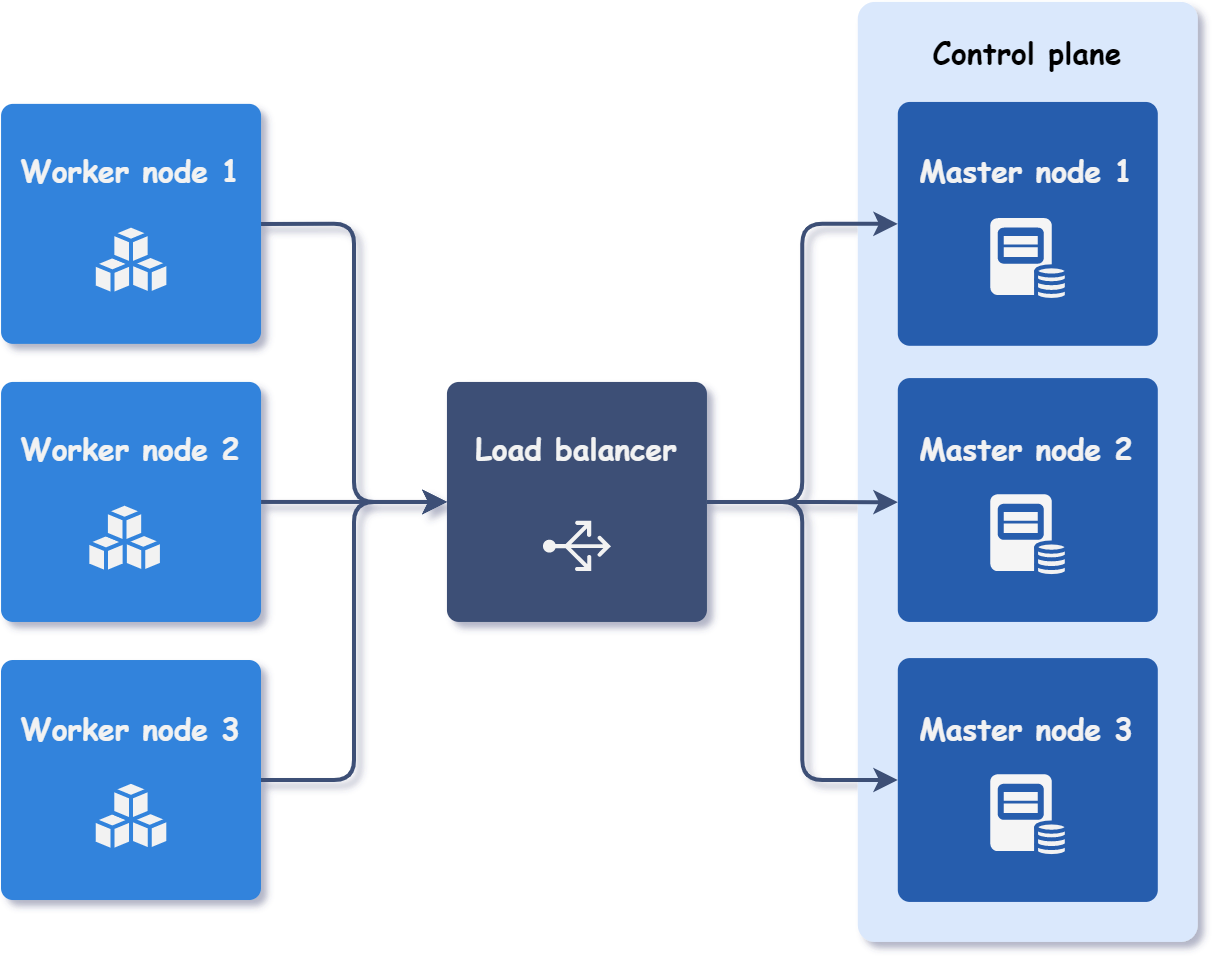 Control plane
Worker node 1
Master node 1
Worker node 2
Load balancer
Master node 2
Worker node 3
Master node 3